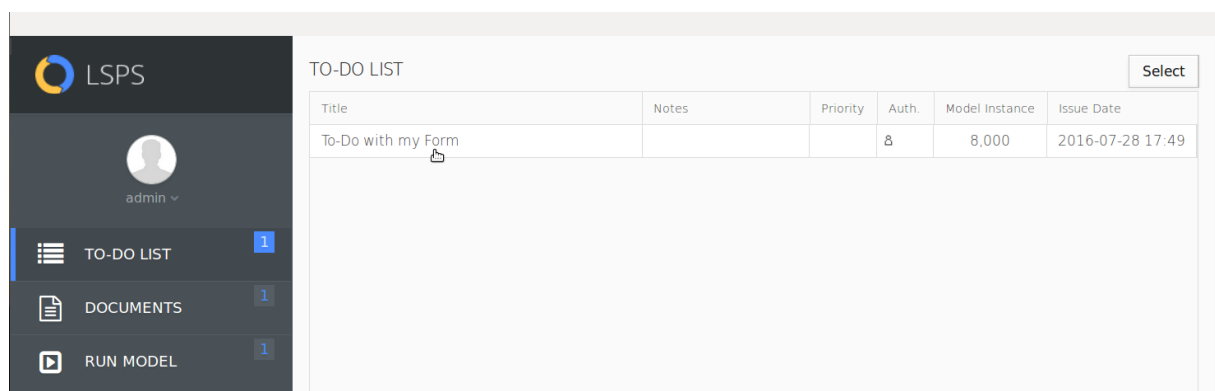 LSPS
admin
TO-DO LIST 1
DOCUMENTS 1
RUN MODEL 1
TO-DO LIST
Select
Title Notes Priority Auth. Model Instance Issue Date
To-Do with my Form 8,000 2016-07-28 17:49